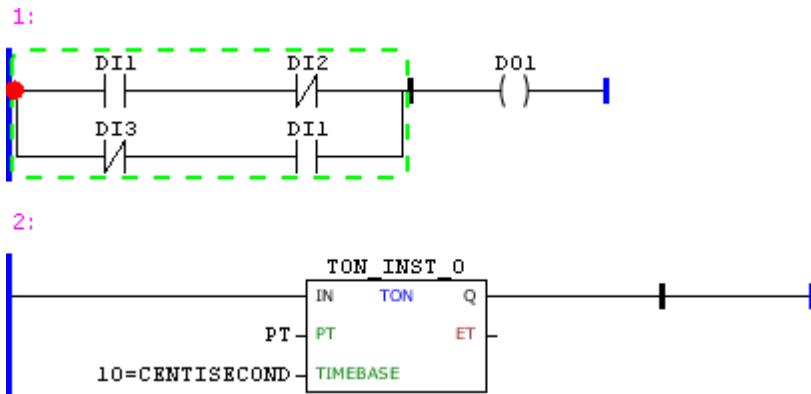 1:
DI1 DI2 DO1
DI3 DI1
2:
TON_INST_0
IN TON Q
PT PT ET
10=CENTISECOND TIMEBASE